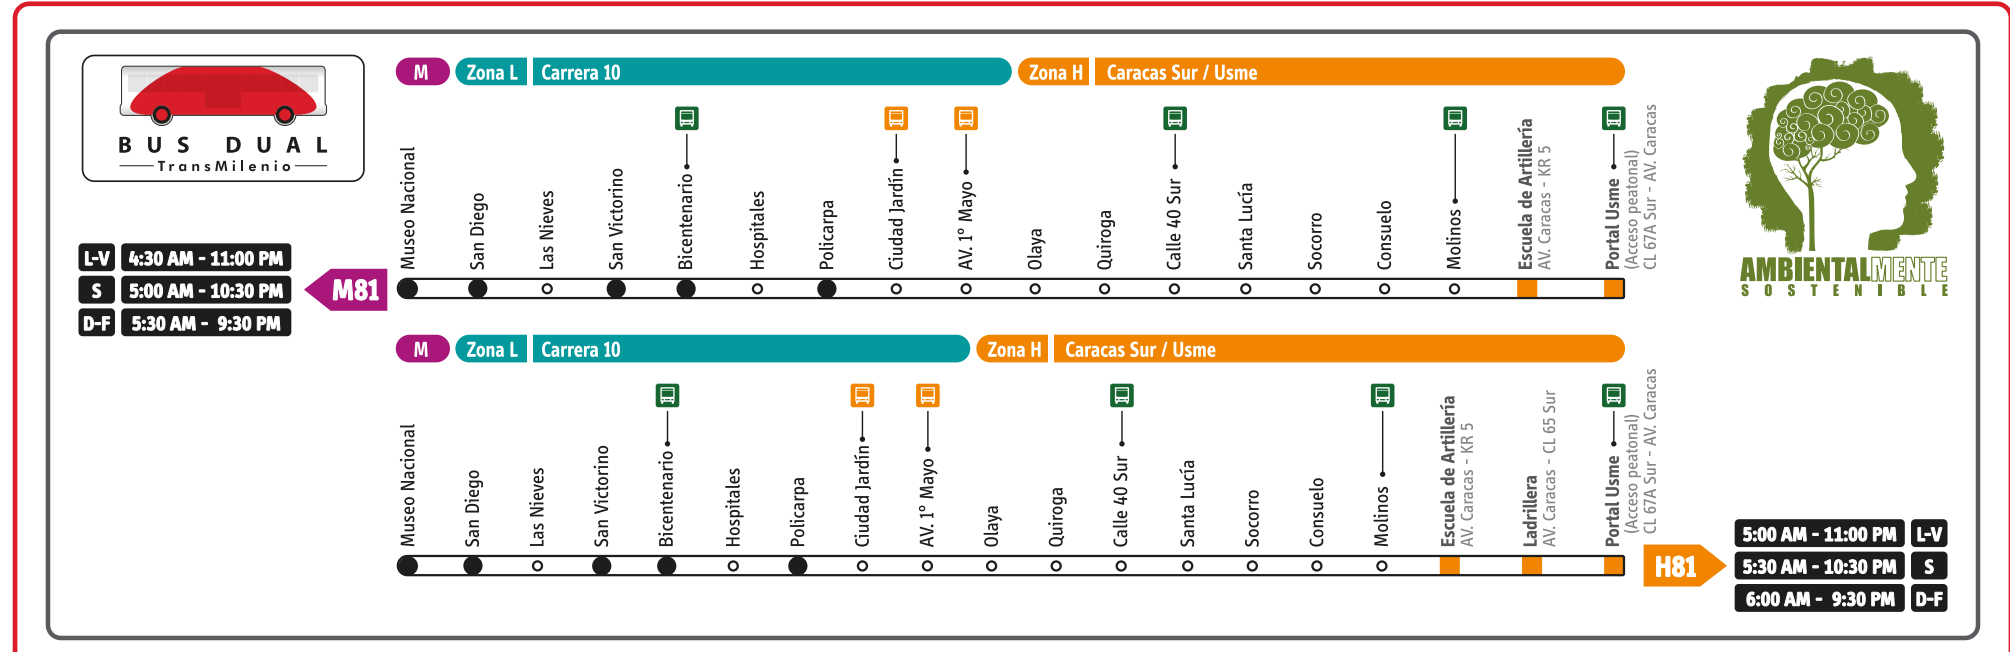 BUS DUAL
TransMilenio
M
Zona L
Carrera 10
Zona H
Caracas Sur / Usme
Museo Nacional
San Diego
Las Nieves
San Victorino
Bicentenario
Hospitales
Policarpa
Ciudad Jardín
AV. 1º Mayo
Olaya
Quiroga
Calle 40 Sur
Santa Lucía
Socorro
Consuelo
Molinos
Escuela de Artillería
AV. Caracas - KR 5
Portal Usme
(Acceso peatonal)
CL 67A Sur - AV. Caracas
L-V 4:30 AM - 11:00 PM
S 5:00 AM - 10:30 PM
D-F 5:30 AM - 9:30 PM
M81
AMBIENTALMENTE
SOSTENIBLE
M
Zona L
Carrera 10
Zona H
Caracas Sur / Usme
Museo Nacional
San Diego
Las Nieves
San Victorino
Bicentenario
Hospitales
Policarpa
Ciudad Jardín
AV. 1º Mayo
Olaya
Quiroga
Calle 40 Sur
Santa Lucía
Socorro
Consuelo
Molinos
Escuela de Artillería
AV. Caracas - KR 5
Ladrillera
AV. Caracas - CL 65 Sur
Portal Usme
(Acceso peatonal)
CL 67A Sur - AV. Caracas
H81
5:00 AM - 11:00 PM L-V
5:30 AM - 10:30 PM S
6:00 AM - 9:30 PM D-F